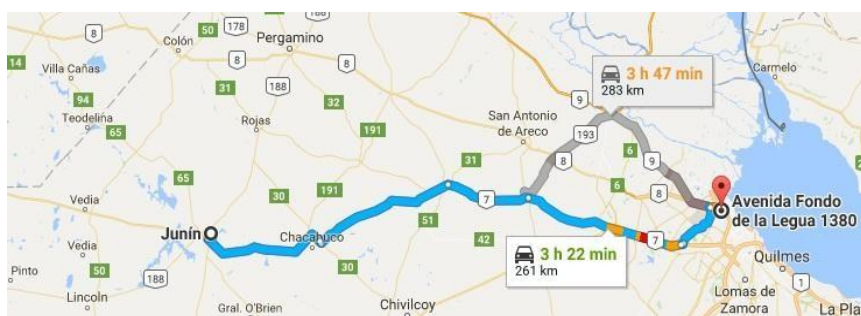 188
50
178
8
Colón
Pergamino
8
14
Villa Cañas
8
31
188
32
94
Teodelina
65
Rojas
191
9
3 h 47 min
283 km
Carmelo
San Antonio
de Areco
193
8
6
9
31
6
8
65
Vedia
30
191
7
Avenida Fondo
de la Legua 1380
Junín
Chacabuco
51
42
3 h 22 min
261 km
7
Vedia
50
Pinto
188
Lincoln
30
Gral. O'Brien
Chivilcoy
Quilmes
1
Lomas de
Zamora
La Pla